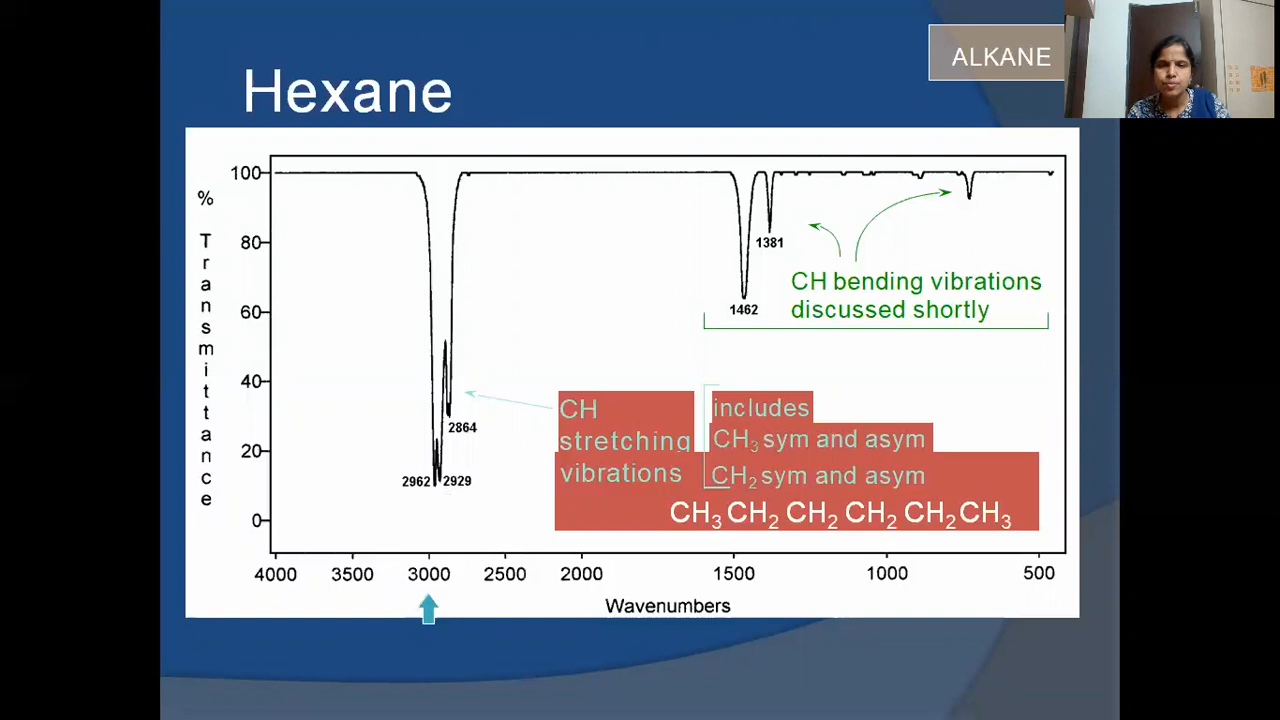 ALKANE
Hexane
%
Transmittance
100
80
60
40
20
0
1381
1462
CH bending vibrations
discussed shortly
2864
2962 2929
CH
stretching
vibrations
includes
CH₃ sym and asym
CH₂ sym and asym
CH₃ CH₂ CH₂ CH₂ CH₂ CH₃
4000 3500 3000 2500 2000 1500 1000 500
Wavenumbers